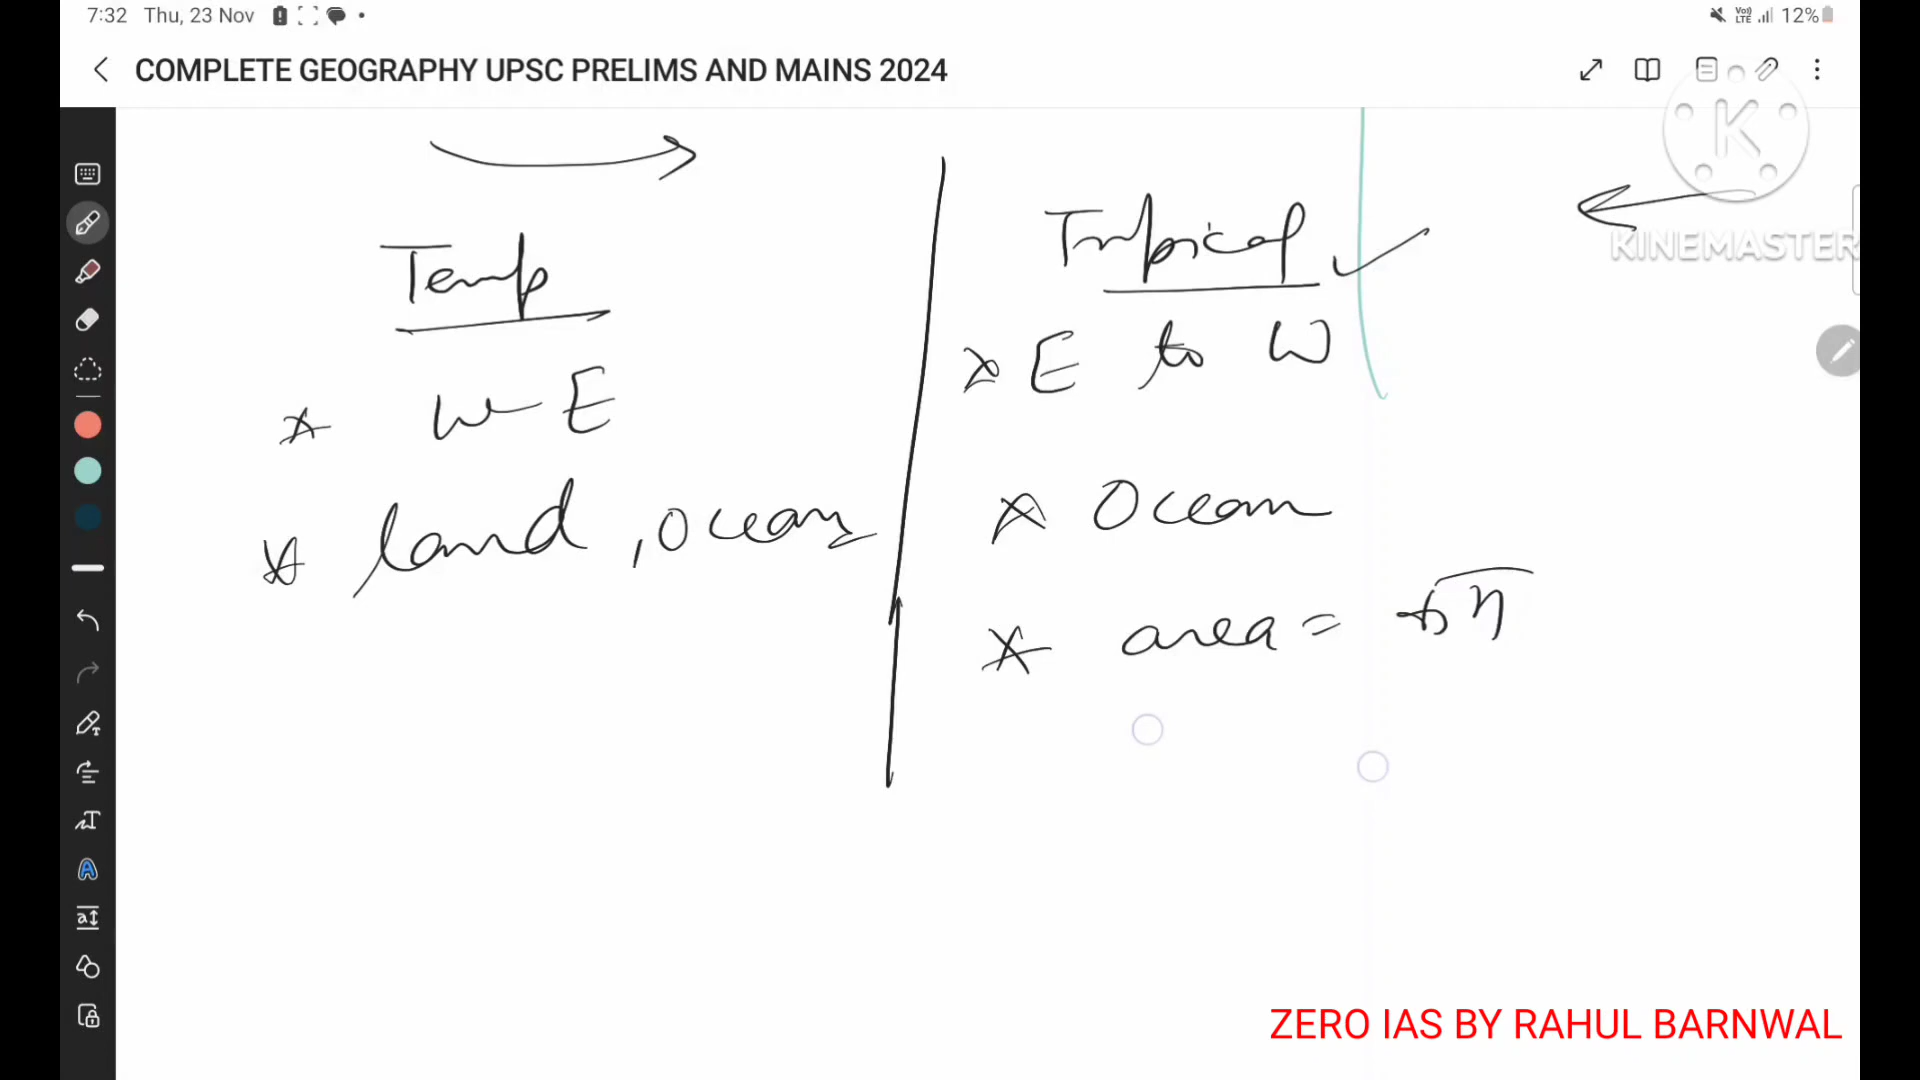 7:32 Thu, 23 Nov 12%
COMPLETE GEOGRAPHY UPSC PRELIMS AND MAINS 2024
KINEMASTER
Temp
W-E
land, Ocean
Tropical
E to W
Ocean
area =
ZERO IAS BY RAHUL BARNWAL